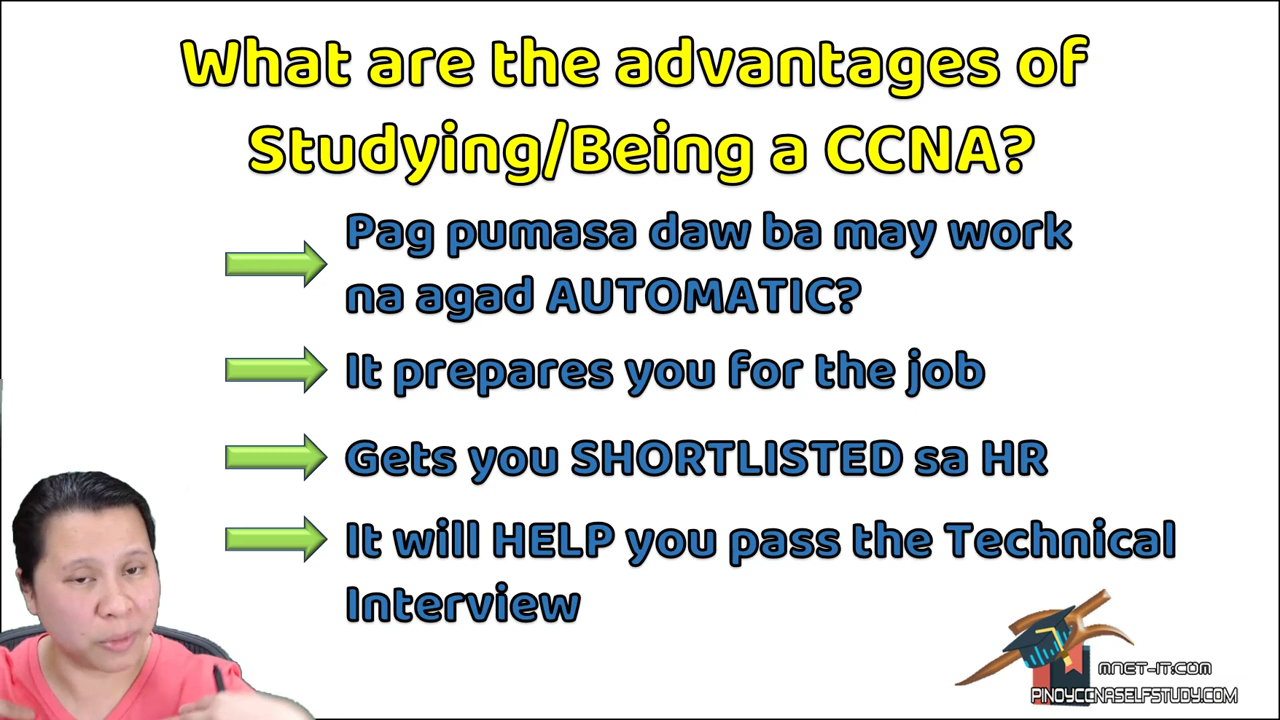 What are the advantages of
Studying/Being a CCNA?
Pag pumasa daw ba may work
na agad AUTOMATIC?
It prepares you for the job
Gets you SHORTLISTED sa HR
It will HELP you pass the Technical
Interview
MNET-IT.COM
PINOYCCNASELFSTUDY.COM